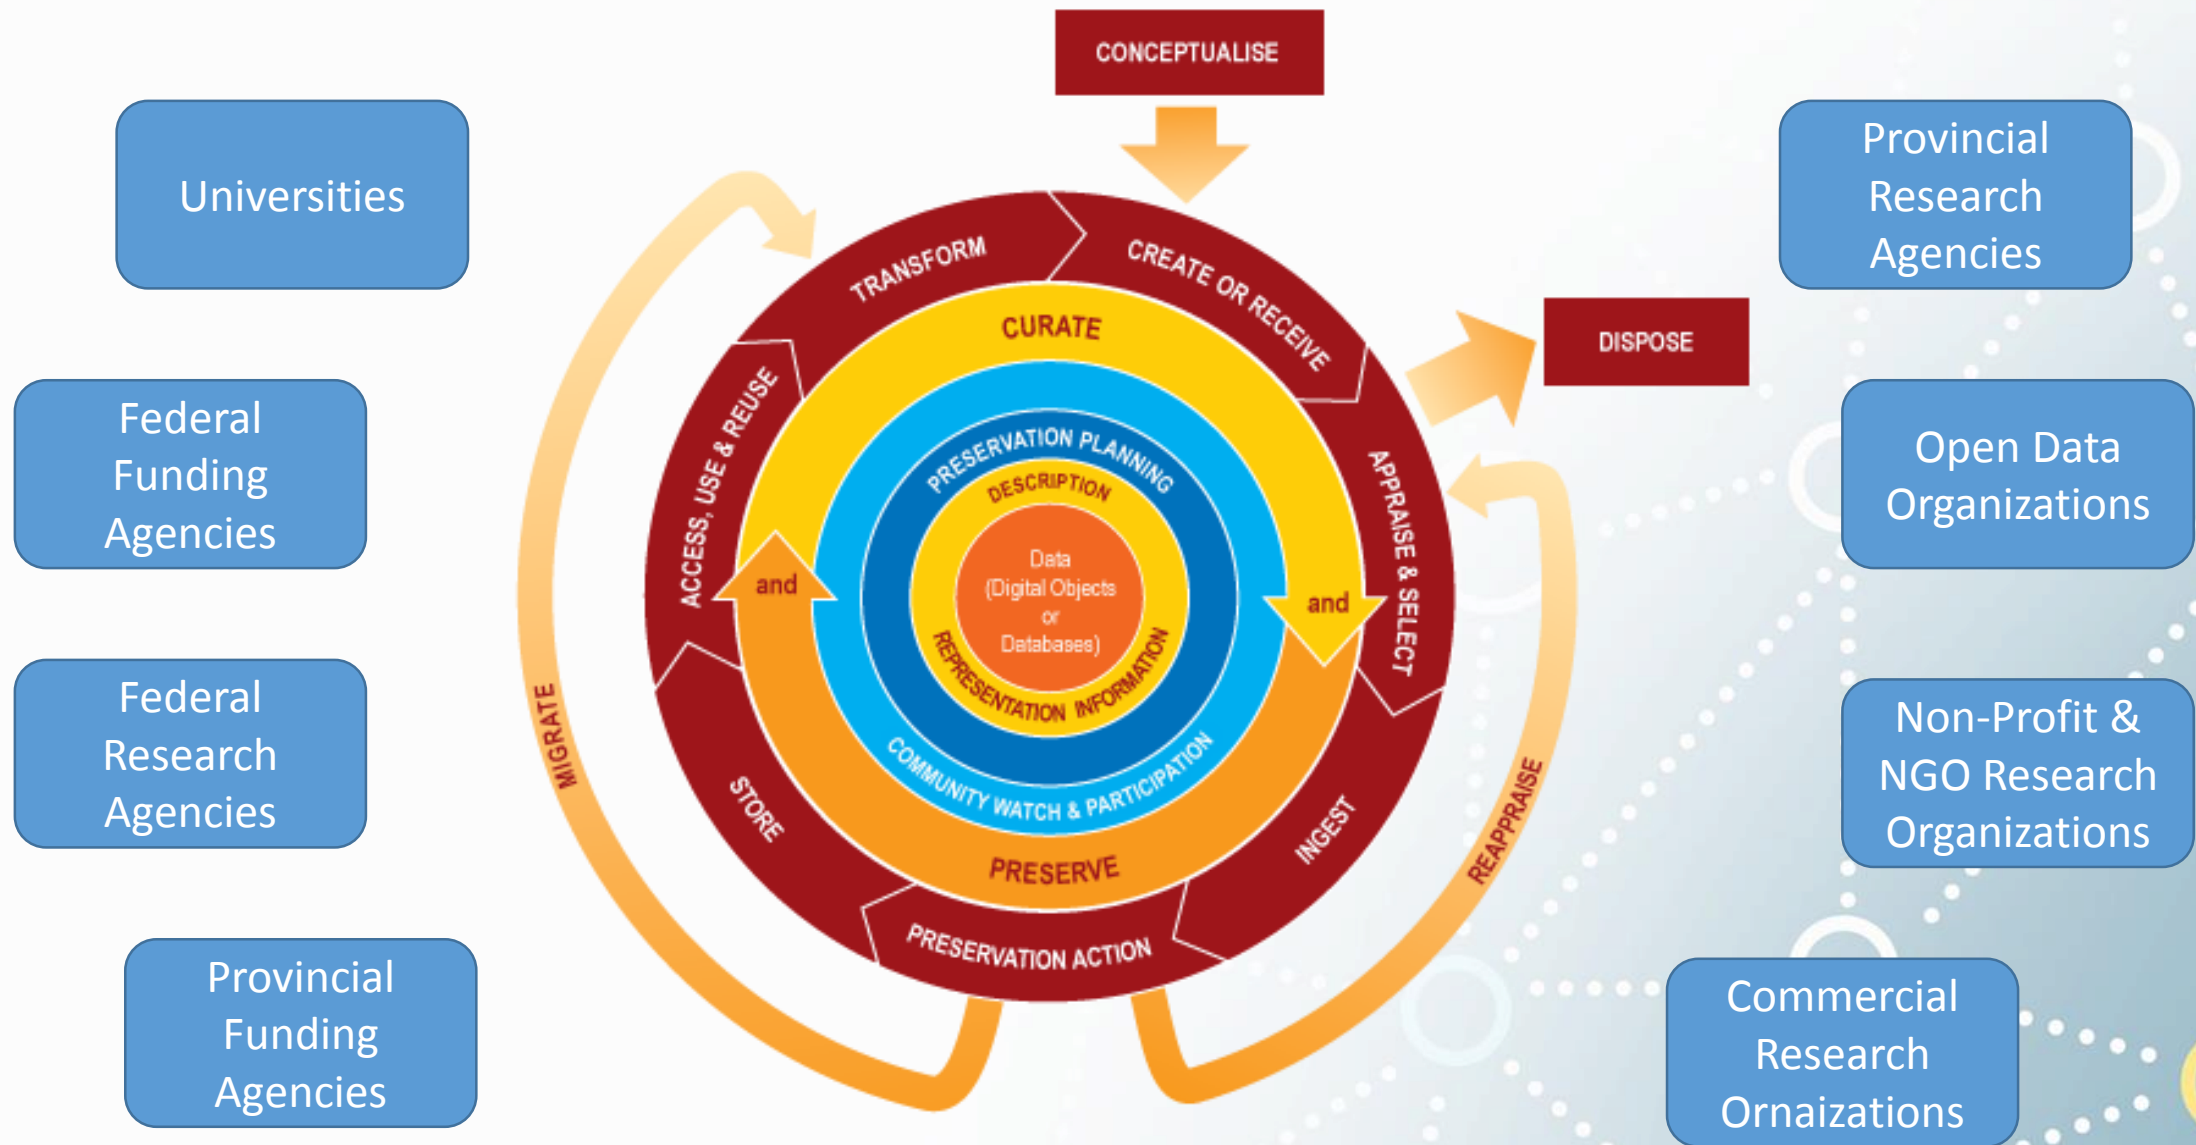 CONCEPTUALISE
Universities
Federal
Funding
Agencies
Federal
Research
Agencies
Provincial
Funding
Agencies
MIGRATE
TRANSFORM
CREATE OR RECEIVE
APPRAISE & SELECT
INGEST
PRESERVATION ACTION
STORE
ACCESS, USE & REUSE
CURATE
and
PRESERVE
and
COMMUNITY WATCH & PARTICIPATION
PRESERVATION PLANNING
DESCRIPTION
REPRESENTATION INFORMATION
Data
(Digital Objects
or
Databases)
DISPOSE
REAPPRAISE
Provincial
Research
Agencies
Open Data
Organizations
Non-Profit &
NGO Research
Organizations
Commercial
Research
Ornaizations